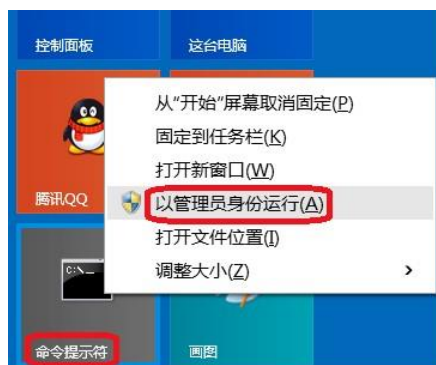 控制面板
这台电脑
从“开始”屏幕取消固定(P)
固定到任务栏(K)
打开新窗口(W)
腾讯QQ
以管理员身份运行(A)
打开文件位置(I)
调整大小(Z)
C:\_
命令提示符
画图